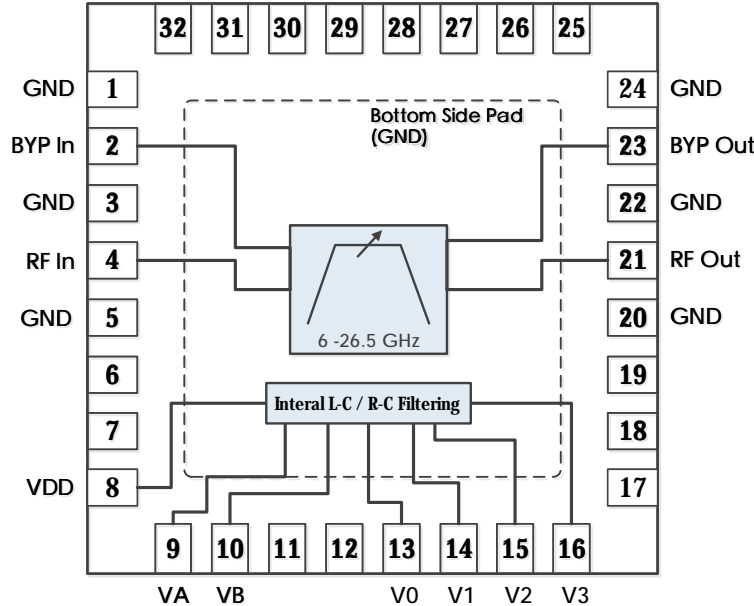 32 31 30 29 28 27 26 25
GND 1 24 GND
Bottom Side Pad
(GND)
BYP In 2 23 BYP Out
GND 3 22 GND
RF In 4 21 RF Out
GND 5 20 GND
6 -26.5 GHz
6 19
Interal L-C / R-C Filtering
7 18
VDD 8 17
9 10 11 12 13 14 15 16
VA VB V0 V1 V2 V3